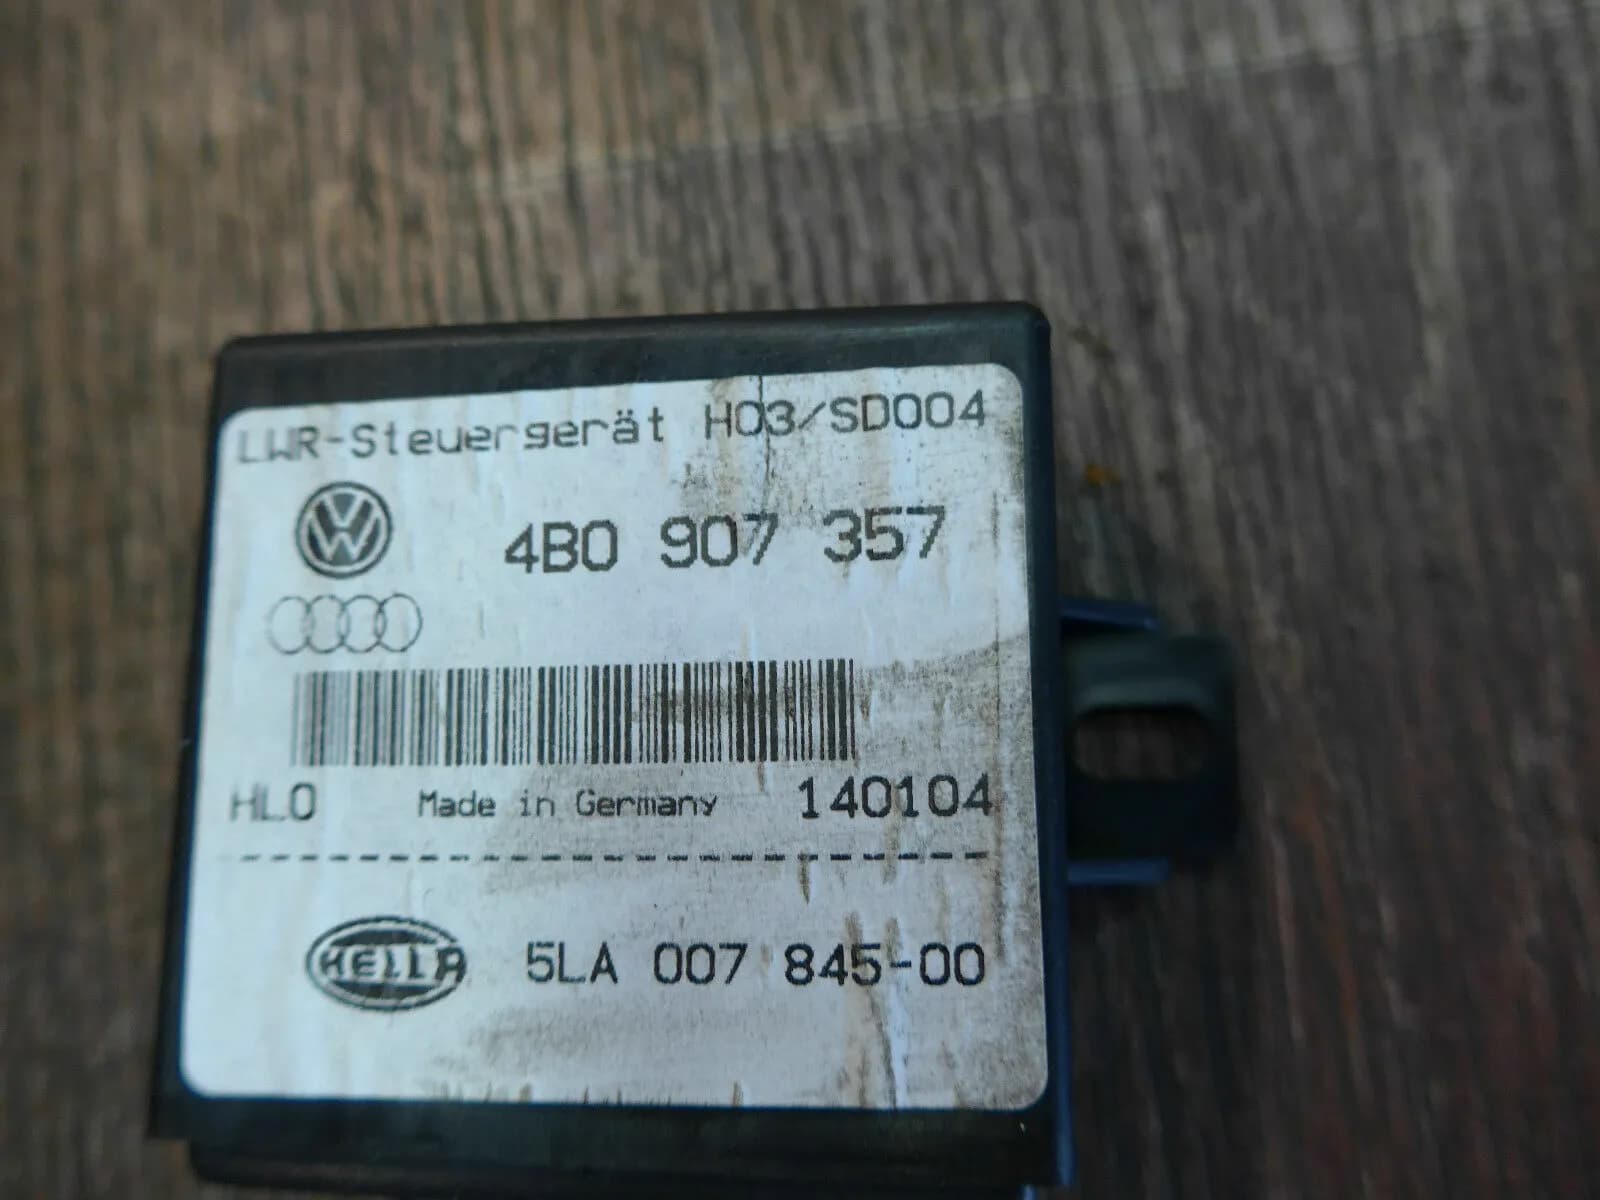 LWR-Steuergerät H03/SD004
4B0 907 357
HLO Made in Germany 140104
HELLA 5LA 007 845-00